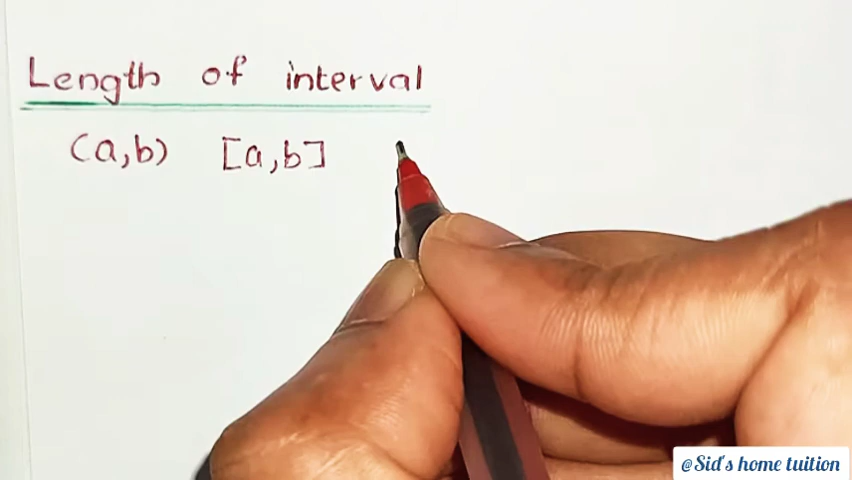 Length of interval
(a,b) [a,b]
@Sid's home tuition